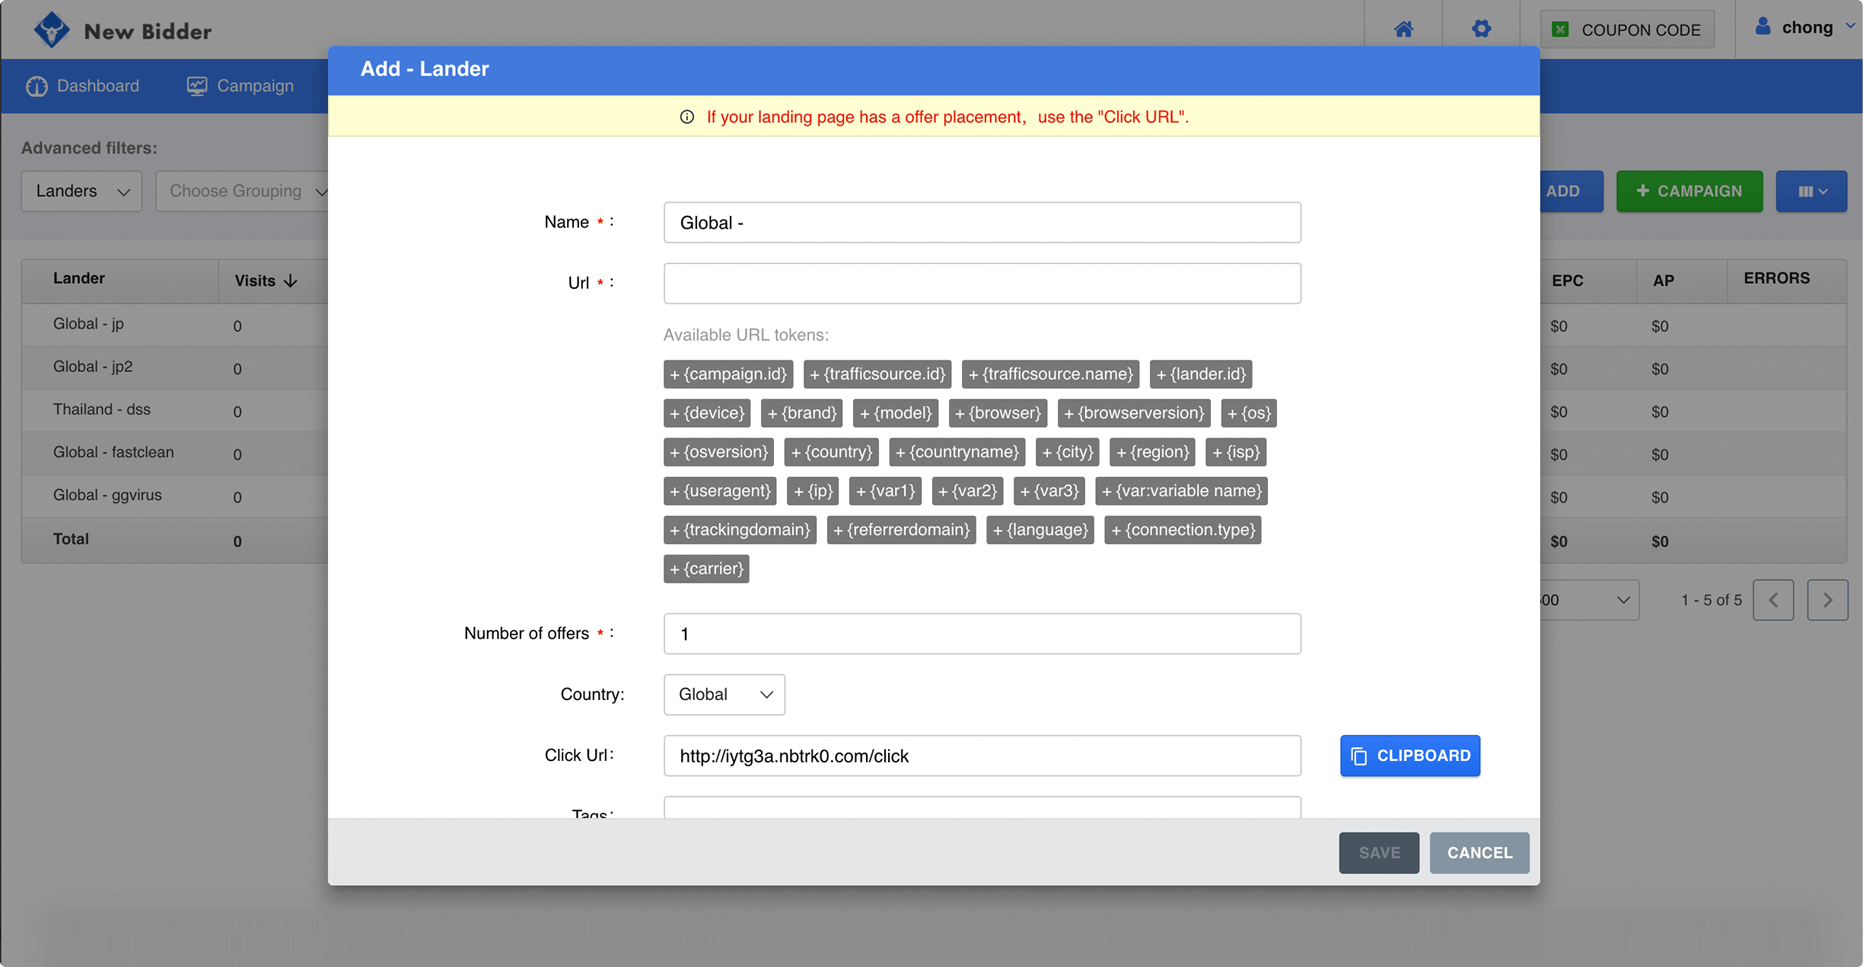 New Bidder
COUPON CODE
chong
Dashboard
Campaign
Add - Lander
If your landing page has a offer placement，use the "Click URL".
Advanced filters:
Landers
Choose Grouping
ADD
+ CAMPAIGN
Name * :
Global -
Url * :
Available URL tokens:
+ {campaign.id} + {trafficsource.id} + {trafficsource.name} + {lander.id}
+ {device} + {brand} + {model} + {browser} + {browserversion} + {os}
+ {osversion} + {country} + {countryname} + {city} + {region} + {isp}
+ {useragent} + {ip} + {var1} + {var2} + {var3} + {var:variable name}
+ {trackingdomain} + {referrerdomain} + {language} + {connection.type}
+ {carrier}
Number of offers * :
1
Country:
Global
Click Url:
http://iytg3a.nbtrk0.com/click
CLIPBOARD
Tags:
SAVE
CANCEL
Lander Visits EPC AP ERRORS
Global - jp 0 $0 $0
Global - jp2 0 $0 $0
Thailand - dss 0 $0 $0
Global - fastclean 0 $0 $0
Global - ggvirus 0 $0 $0
Total 0 $0 $0
1 - 5 of 5